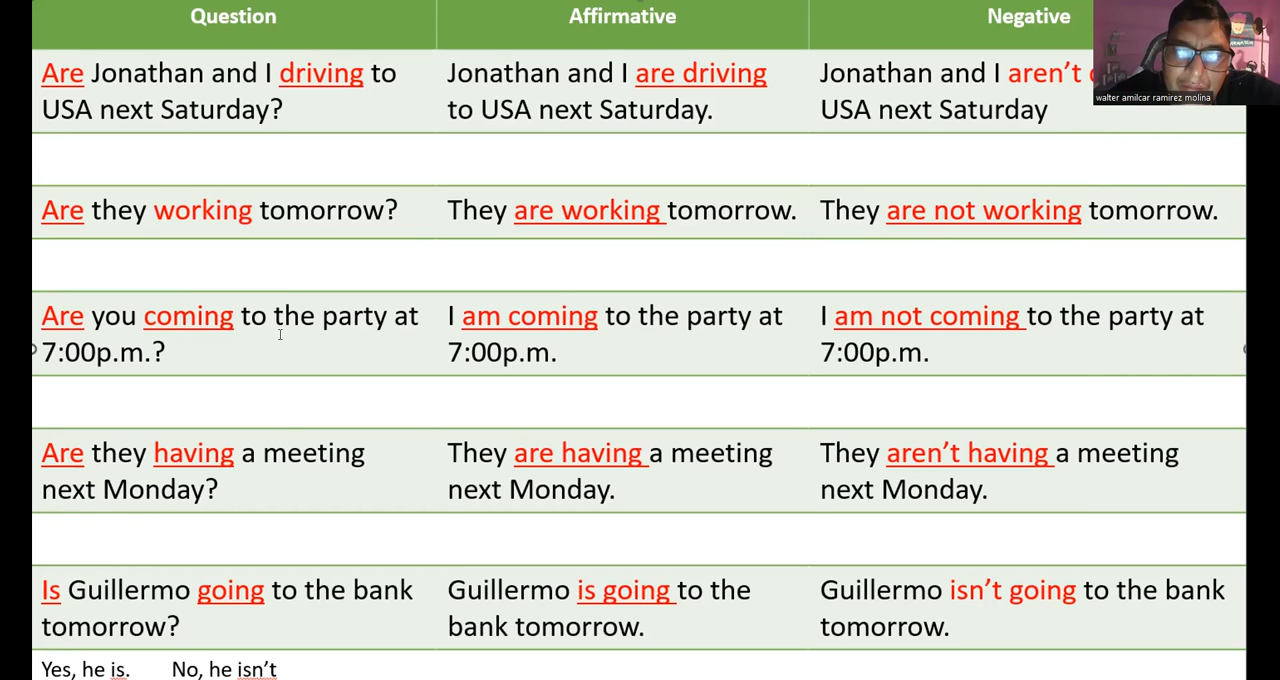 Question Affirmative Negative
Are Jonathan and I driving to
USA next Saturday?
Jonathan and I are driving
to USA next Saturday.
Jonathan and I aren’t
USA next Saturday
walter amilcar ramirez molina
Are they working tomorrow?
They are working tomorrow.
They are not working tomorrow.
Are you coming to the party at
7:00p.m.?
I am coming to the party at
7:00p.m.
I am not coming to the party at
7:00p.m.
Are they having a meeting
next Monday?
They are having a meeting
next Monday.
They aren’t having a meeting
next Monday.
Is Guillermo going to the bank
tomorrow?
Guillermo is going to the
bank tomorrow.
Guillermo isn’t going to the bank
tomorrow.
Yes, he is. No, he isn’t